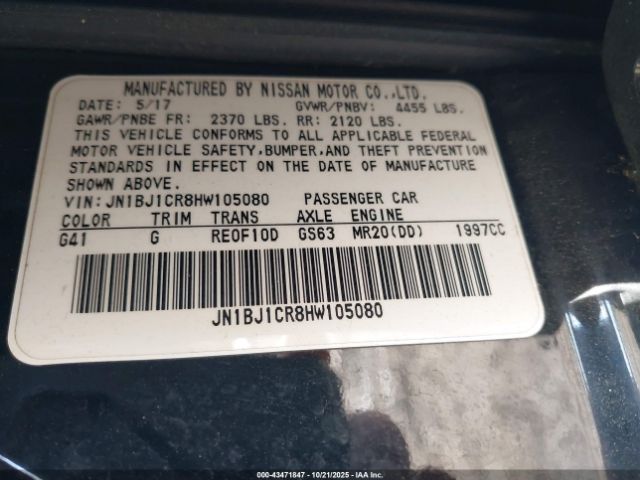 MANUFACTURED BY NISSAN MOTOR CO.,LTD.
DATE: 5/17 GVWR/PNBV: 4455 LBS.
GAWR/PNBE FR: 2370 LBS. RR: 2120 LBS.
THIS VEHICLE CONFORMS TO ALL APPLICABLE FEDERAL
MOTOR VEHICLE SAFETY,BUMPER,AND THEFT PREVENTION
STANDARDS IN EFFECT ON THE DATE OF MANUFACTURE
SHOWN ABOVE.
VIN: JN1BJ1CR8HW105080 PASSENGER CAR
COLOR TRIM TRANS AXLE ENGINE
G41 G RE0F10D GS63 MR20(DD) 1997CC
JN1BJ1CR8HW105080
000-43471847 - 10/21/2025 - IAA Inc.